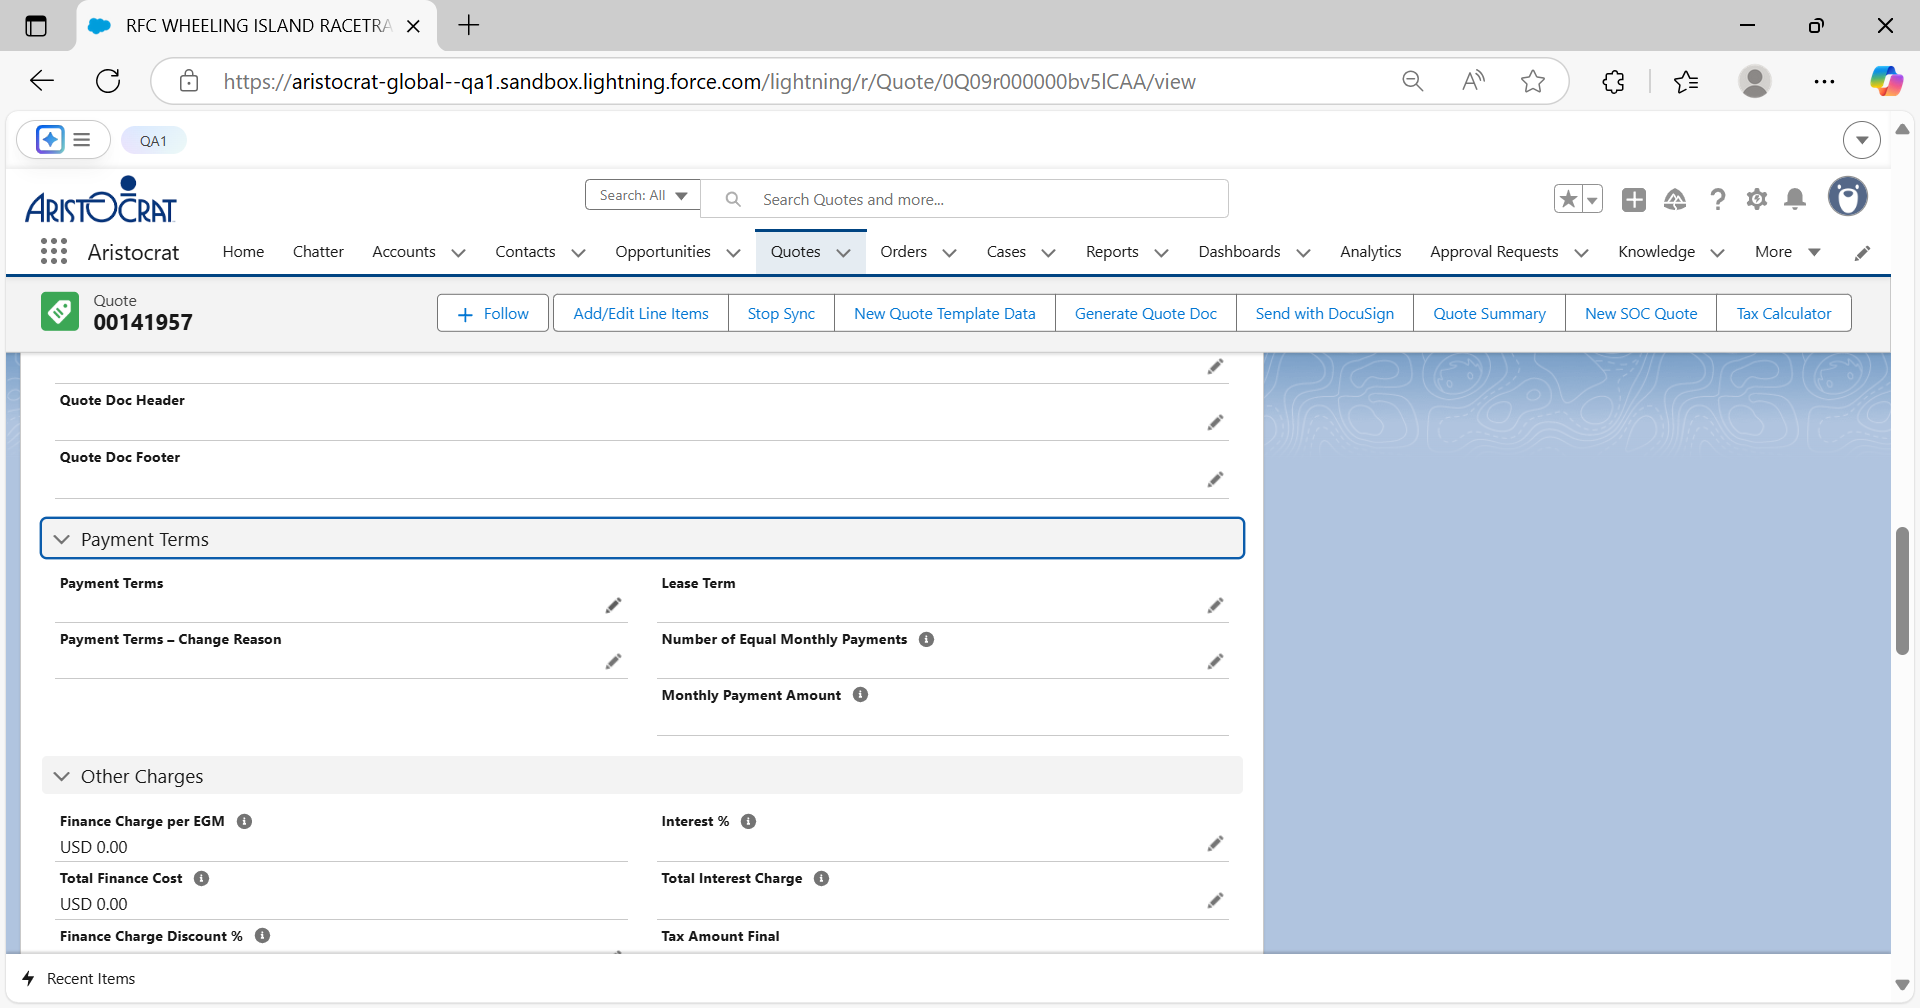 RFC WHEELING ISLAND RACETRA
https://aristocrat-global--qa1.sandbox.lightning.force.com/lightning/r/Quote/0Q09r000000bv5lCAA/view
QA1
ARISTOCRAT
Search: All
Search Quotes and more...
Aristocrat
Home
Chatter
Accounts
Contacts
Opportunities
Quotes
Orders
Cases
Reports
Dashboards
Analytics
Approval Requests
Knowledge
More
Quote
00141957
Follow
Add/Edit Line Items
Stop Sync
New Quote Template Data
Generate Quote Doc
Send with DocuSign
Quote Summary
New SOC Quote
Tax Calculator
Quote Doc Header
Quote Doc Footer
Payment Terms
Payment Terms
Lease Term
Payment Terms – Change Reason
Number of Equal Monthly Payments
Monthly Payment Amount
Other Charges
Finance Charge per EGM
USD 0.00
Interest %
Total Finance Cost
USD 0.00
Total Interest Charge
Finance Charge Discount %
Tax Amount Final
Recent Items